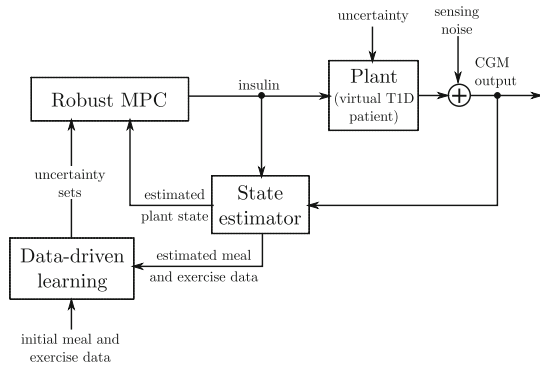 uncertainty
sensing
noise
Robust MPC
insulin
Plant
(virtual T1D
patient)
CGM
output
uncertainty
sets
estimated
plant state
State
estimator
Data-driven
learning
estimated meal
and exercise data
initial meal and
exercise data